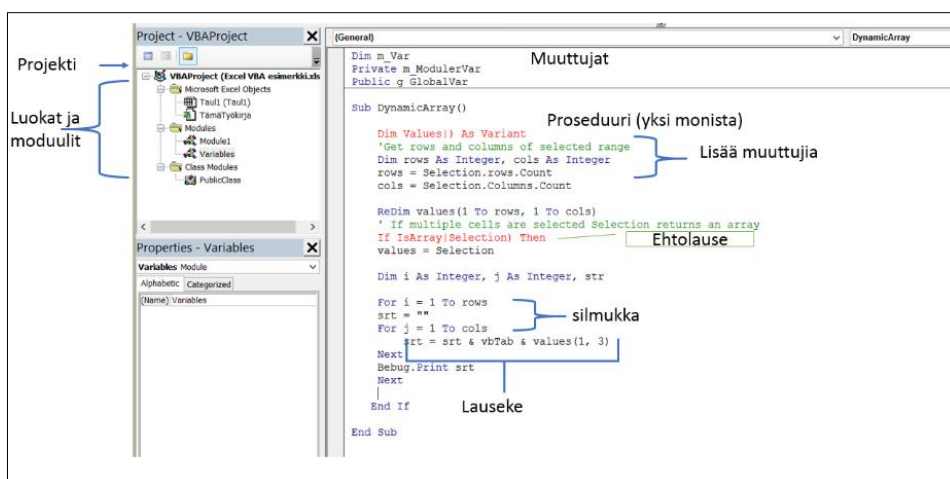 Project - VBAProject
(General)
DynamicArray
Projekti
VBAProject (Excel VBA esimerkki.xls
Microsoft Excel Objects
Taul1 (Taul1)
TämäTyökirja
Modules
Module1
Variables
Class Modules
PublicClass
Luokat ja
moduulit
Properties - Variables
Variables Module
Alphabetic Categorized
(Name) Variables
Dim m_Var
Muuttujat
Private m_ModulerVar
Public g GlobalVar
Sub DynamicArray()
Proseduuri (yksi monista)
Dim Values|) As Variant
'Get rows and columns of selected range
Dim rows As Integer, cols As Integer
Lisää muuttujia
rows = Selection.rows.Count
cols = Selection.Columns.Count
ReDim values(1 To rows, 1 To cols)
' If multiple cells are selected Selection returns an array
If IsArray|Selection) Then
Ehtolause
values = Selection
Dim i As Integer, j As Integer, str
For i = 1 To rows
srt = ""
silmukka
For j = 1 To cols
srt = srt & vbTab & values(1, 3)
Next
Bebug.Print srt
Next
Lauseke
End If
End Sub